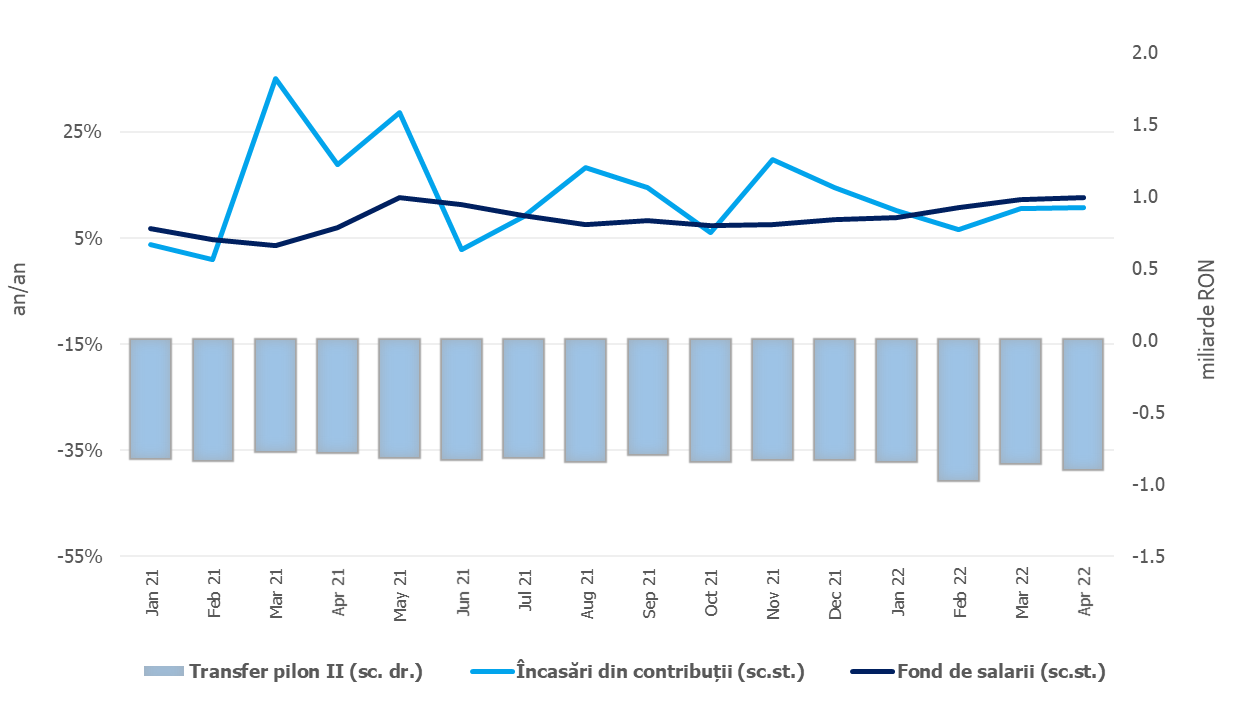 2.0
25%
1.5
1.0
5%
0.5
an/an
-15%
0.0
miliarde RON
-0.5
-35%
-1.0
-55%
-1.5
Jan 21
Feb 21
Mar 21
Apr 21
May 21
Jun 21
Jul 21
Aug 21
Sep 21
Oct 21
Nov 21
Dec 21
Jan 22
Feb 22
Mar 22
Apr 22
Transfer pilon II (sc. dr.)
Încasări din contribuții (sc.st.)
Fond de salarii (sc.st.)